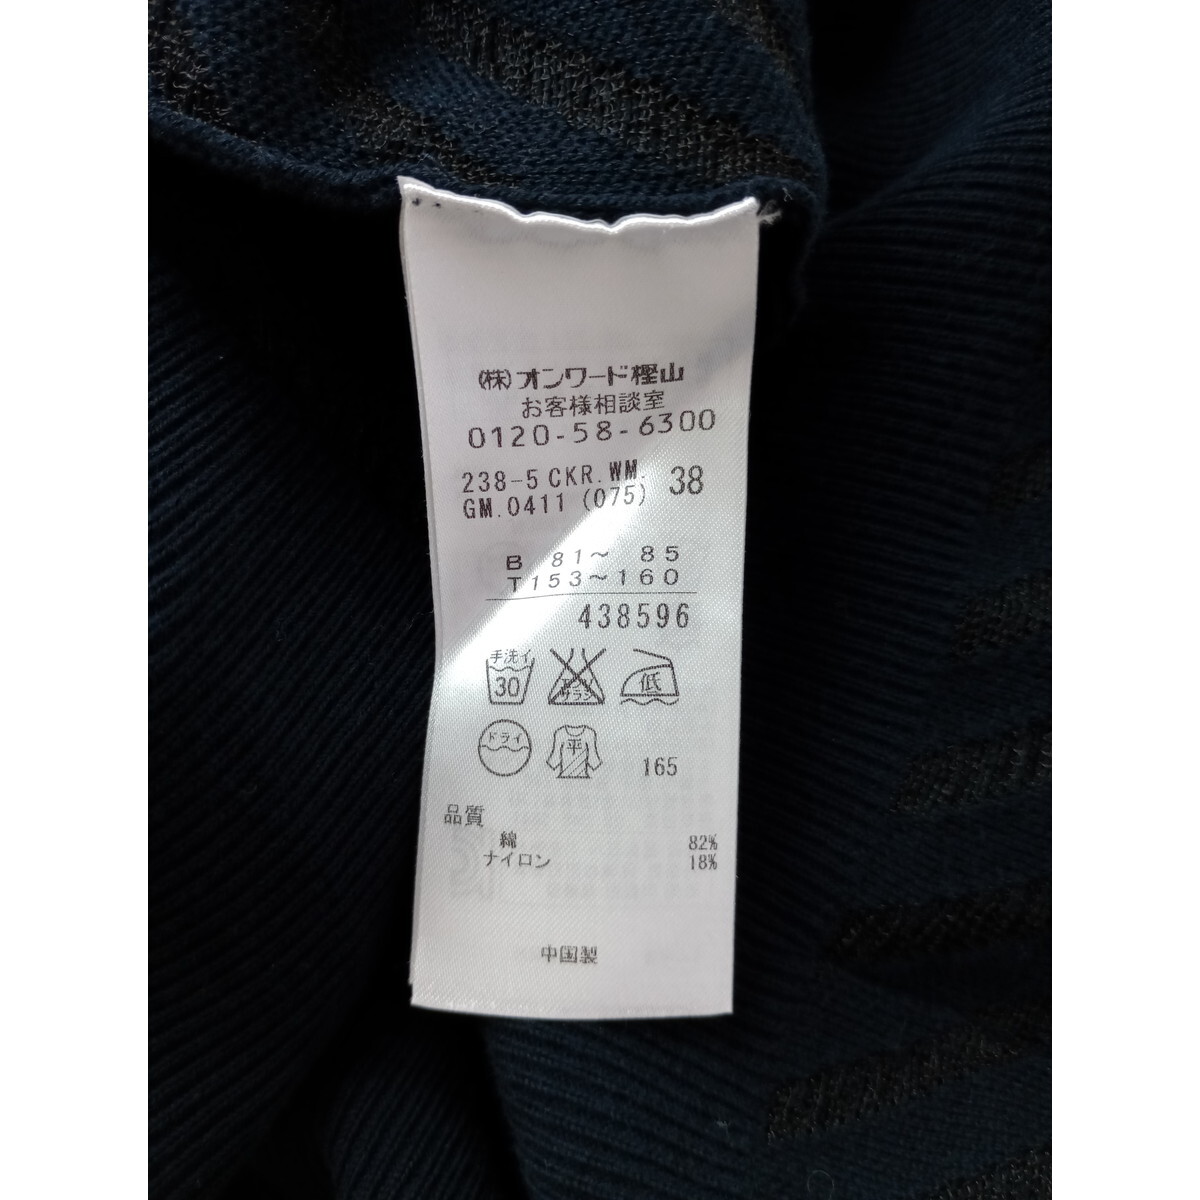 (株)オンワード樫山
お客様相談室
0120-58-6300
238-5 CKR.WM. 38
GM.0411 (075)
B 81～ 85
T153～160
438596
手洗イ
30
低
ドライ
平
165
品質
綿 82%
ナイロン 18%
中国製